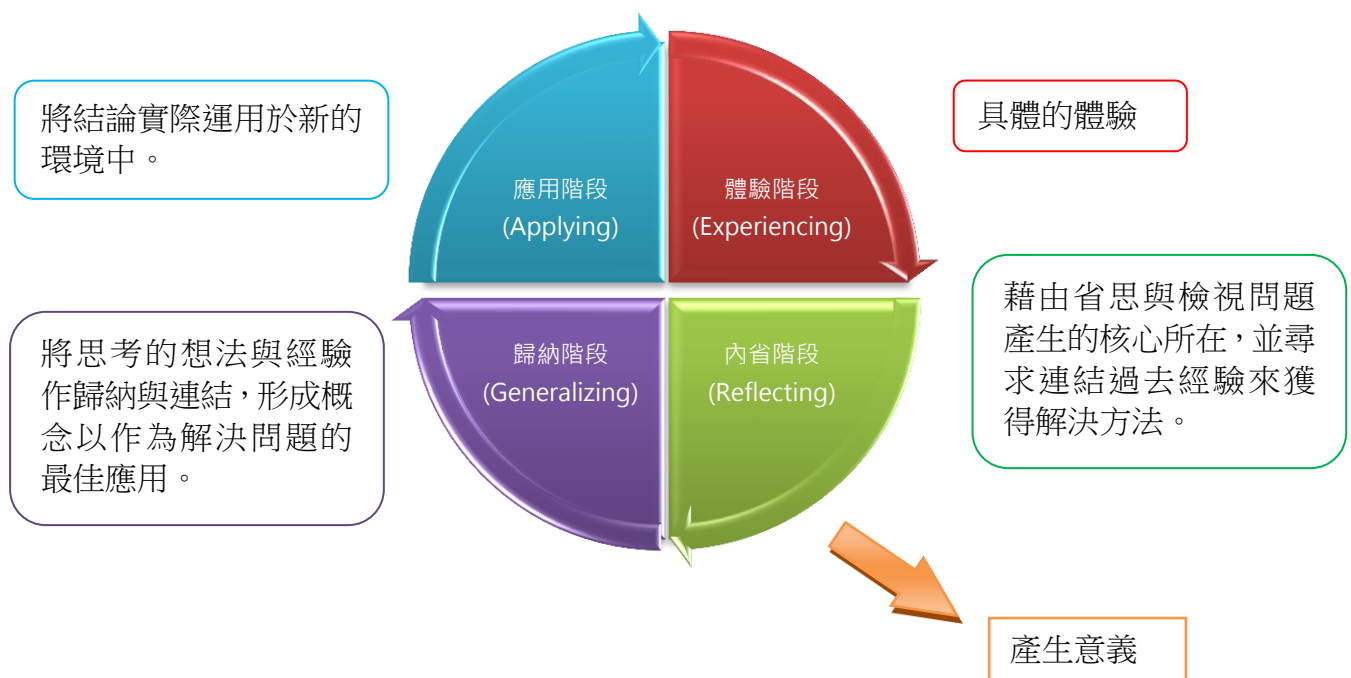 將結論實際運用於新的
環境中。
應用階段
(Applying)
體驗階段
(Experiencing)
具體的體驗
將思考的想法與經驗
作歸納與連結，形成概
念以作為解決問題的
最佳應用。
歸納階段
(Generalizing)
內省階段
(Reflecting)
藉由省思與檢視問題
產生的核心所在，並尋
求連結過去經驗來獲
得解決方法。
產生意義